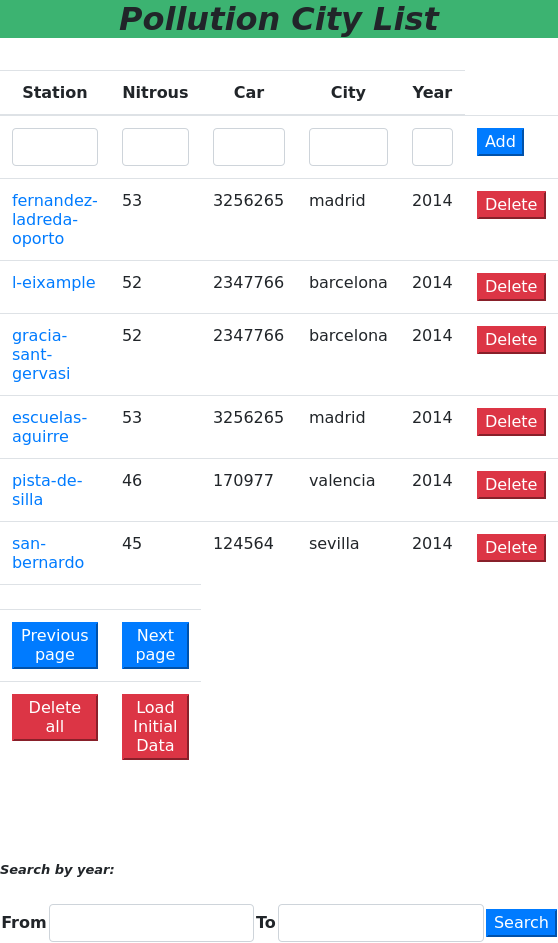 Pollution City List
Station Nitrous Car City Year
Add
fernandez-ladreda-oporto 53 3256265 madrid 2014 Delete
l-eixample 52 2347766 barcelona 2014 Delete
gracia-sant-gervasi 52 2347766 barcelona 2014 Delete
escuelas-aguirre 53 3256265 madrid 2014 Delete
pista-de-silla 46 170977 valencia 2014 Delete
san-bernardo 45 124564 sevilla 2014 Delete
Previous page Next page
Delete all Load Initial Data
Search by year:
From To Search